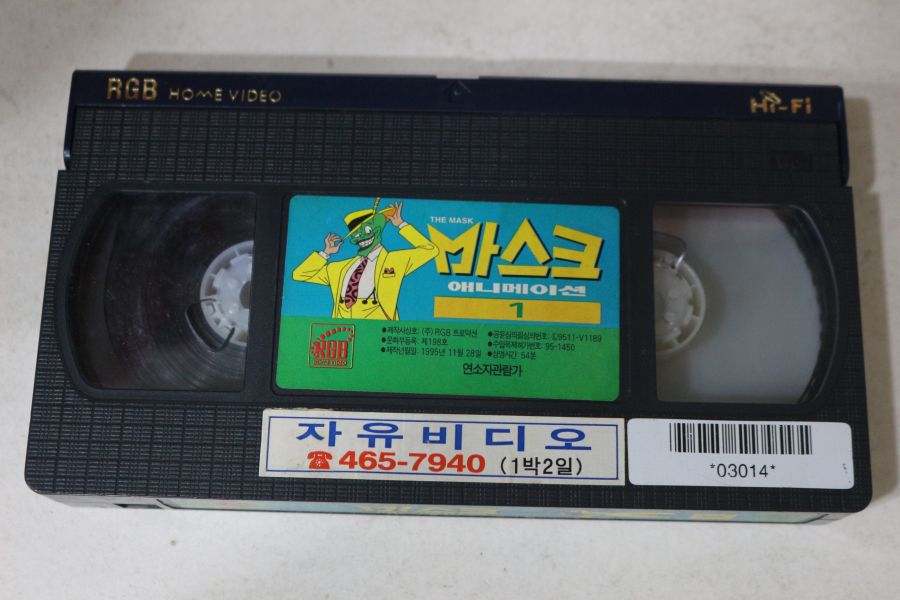 RGB HOME VIDEO
Hi-Fi
THE MASK
마스크
애니메이션
1
RGB
●제작사상호: (주) RGB 프로덕션
●문화부등록: 제198호
●제작년월일: 1995년 11월 28일
●공윤심의필심의번호: Ⓒ9511-V1189
●수입복제허가번호: 95-1450
●상영시간: 54분
연소자관람가
자유비디오
☎ 465-7940 (1박2일)
*03014*